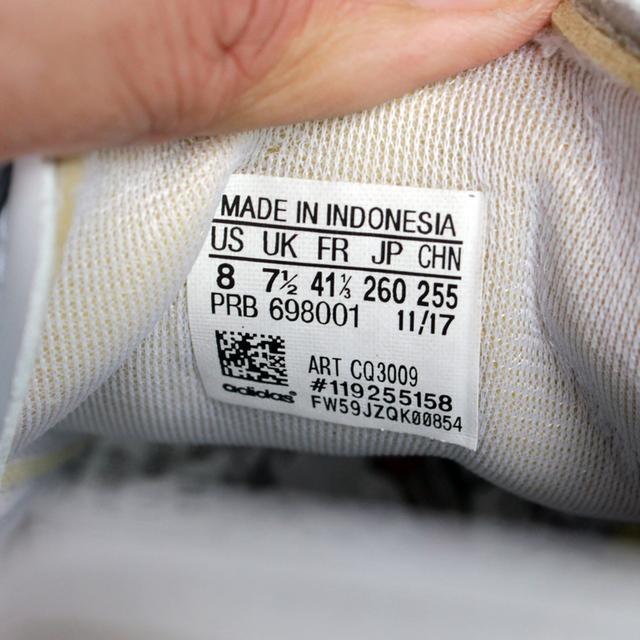 MADE IN INDONESIA
US UK FR JP CHN
8 7½ 41⅓ 260 255
PRB 698001 11/17
ART CQ3009
#119255158
adidas
FW59JZQK00854